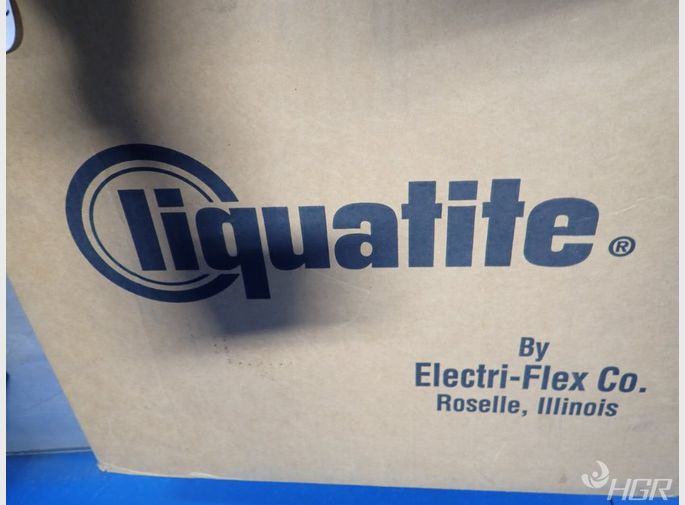 liquatite®
By
Electri-Flex Co.
Roselle, Illinois
HGR